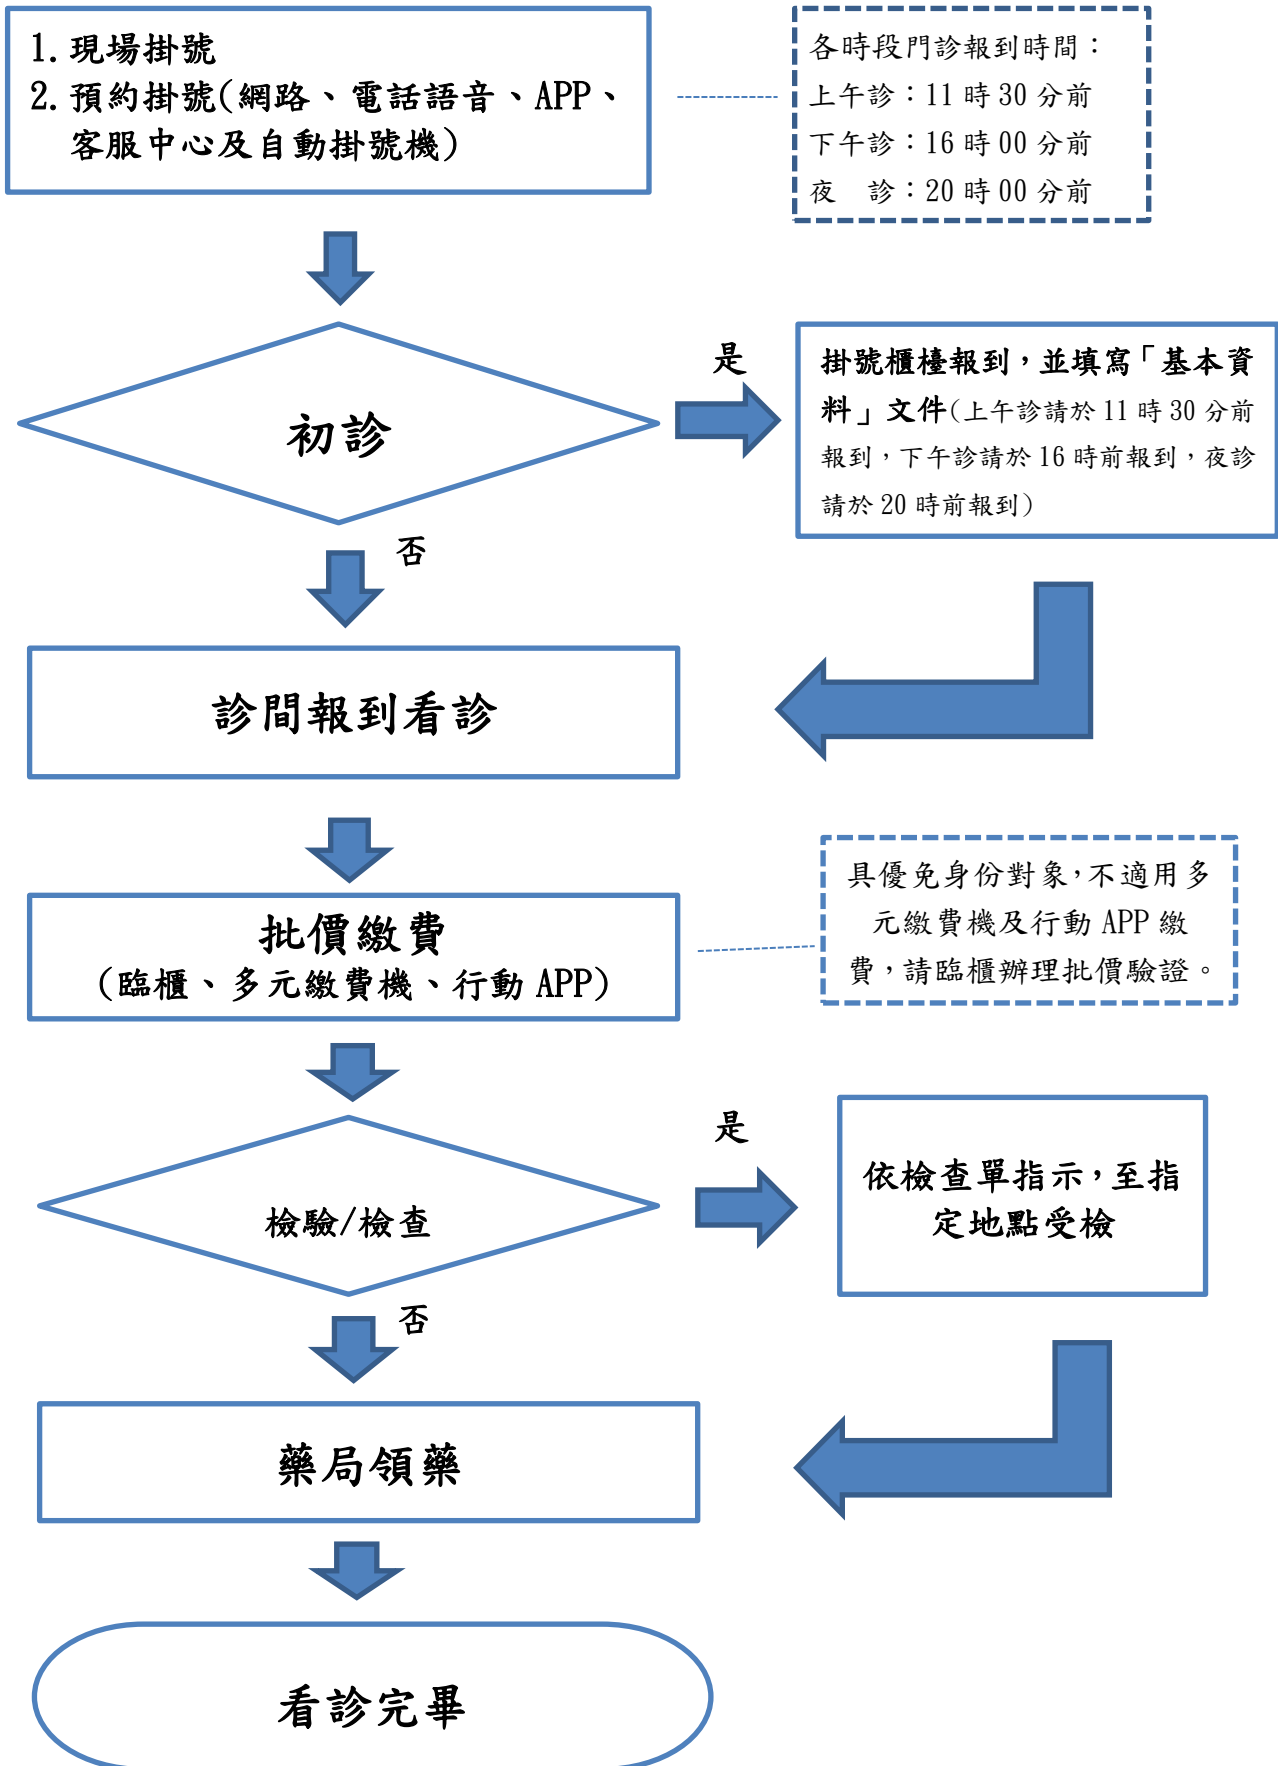 1. 現場掛號
2. 預約掛號(網路、電話語音、APP、
客服中心及自動掛號機)
各時段門診報到時間：
上午診：11 時 30 分前
下午診：16 時 00 分前
夜　診：20 時 00 分前
初診
是
掛號櫃檯報到，並填寫「基本資
料」文件(上午診請於 11 時 30 分前
報到，下午診請於 16 時前報到，夜診
請於 20 時前報到)
否
診間報到看診
批價繳費
(臨櫃、多元繳費機、行動 APP)
具優免身份對象，不適用多
元繳費機及行動 APP 繳
費，請臨櫃辦理批價驗證。
檢驗/檢查
是
依檢查單指示，至指
定地點受檢
否
藥局領藥
看診完畢